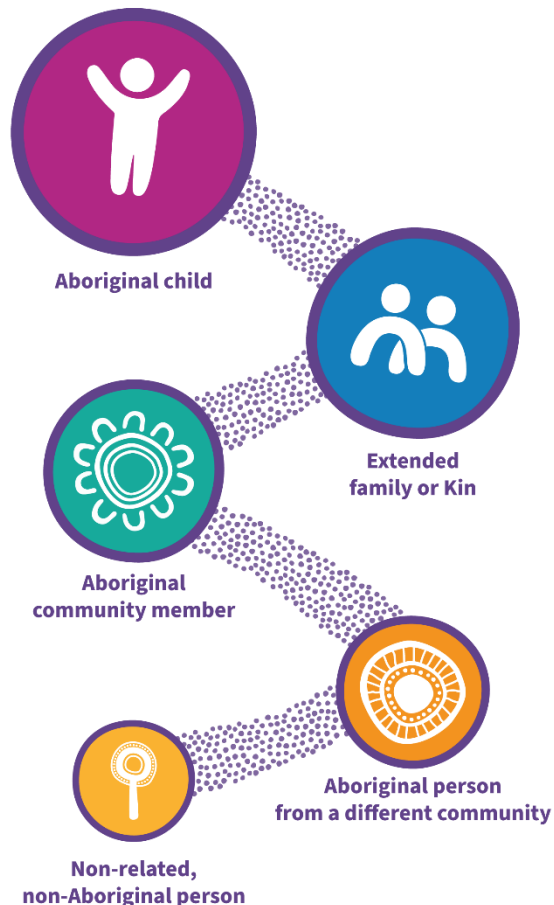 Aboriginal child
Extended
family or Kin
Aboriginal
community member
Aboriginal person
from a different community
Non-related,
non-Aboriginal person